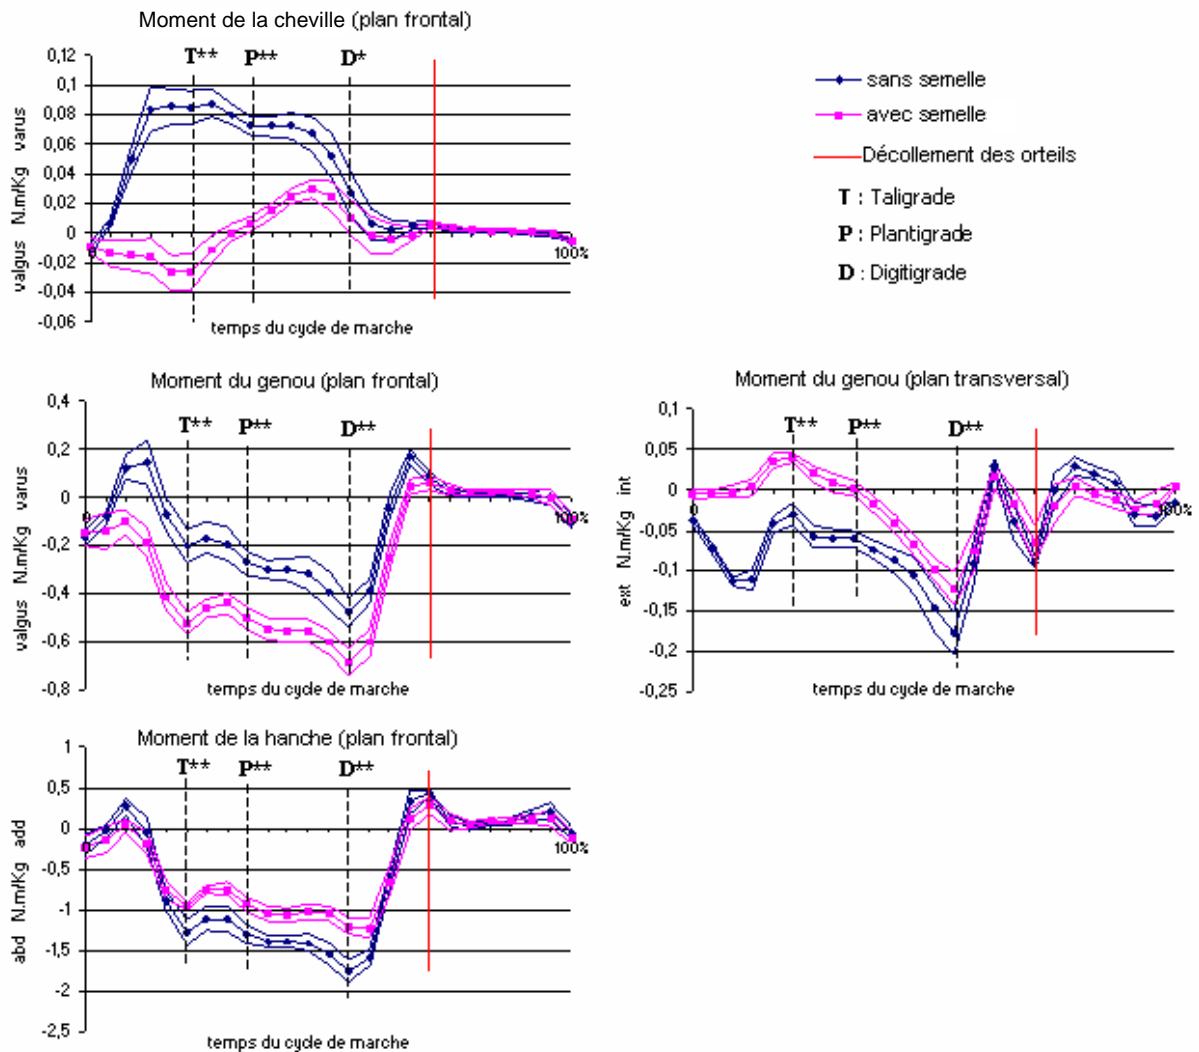 Moment de la cheville (plan frontal)
T** P** D*
0,12
0,1
0,08
0,06
0,04
0,02
0
-0,02
-0,04
-0,06
valgus N.m/Kg varus
0 100%
temps du cycle de marche
sans semelle
avec semelle
Décollement des orteils
T : Taligrade
P : Plantigrade
D : Digitigrade
Moment du genou (plan frontal)
T** P** D**
0,4
0,2
0
-0,2
-0,4
-0,6
-0,8
valgus N.m/Kg varus
0 100%
temps du cycle de marche
Moment du genou (plan transversal)
T** P** D**
0,1
0,05
0
-0,05
-0,1
-0,15
-0,2
-0,25
ext N.m/Kg int
0 100%
temps du cycle de marche
Moment de la hanche (plan frontal)
T** P** D**
1
0,5
0
-0,5
-1
-1,5
-2
-2,5
abd N.m/Kg add
0 100%
temps du cycle de marche